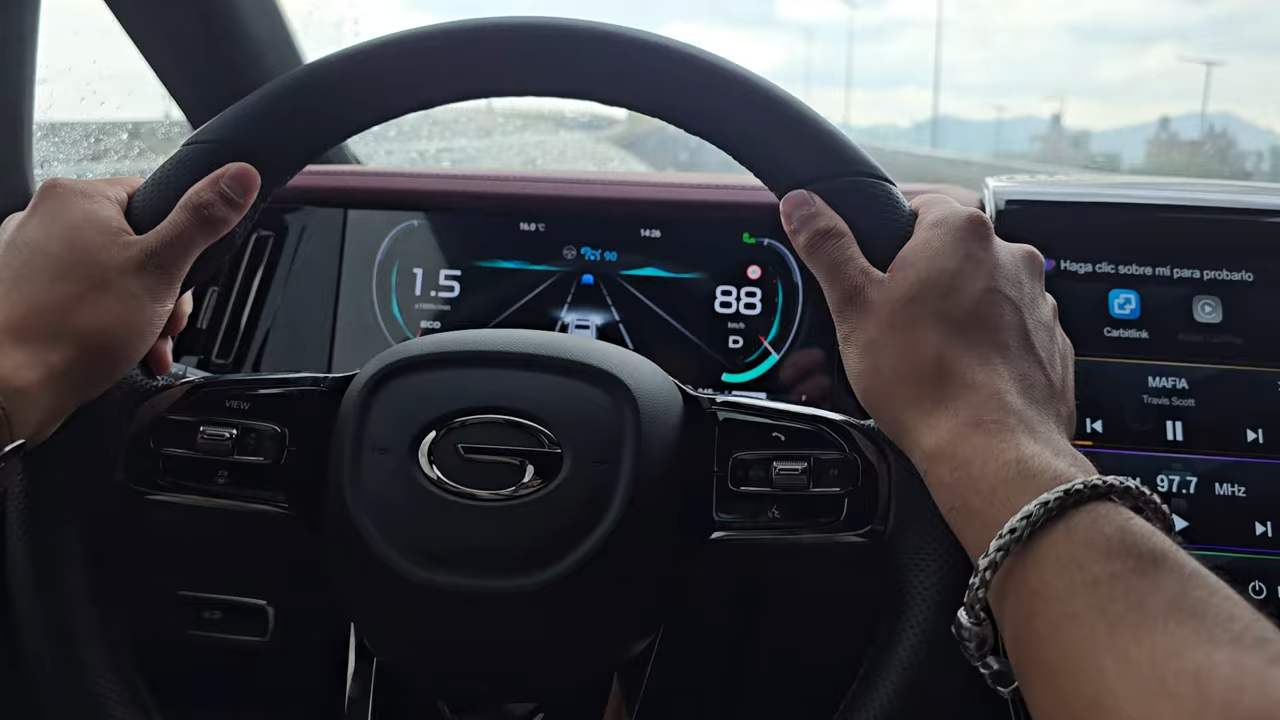 16.0 °C
14:26
90
1.5
ECO
88
km/h
D
VIEW
Haga clic sobre mí para probarlo
Carbitlink
MAFIA
Travis Scott
97.7 MHz